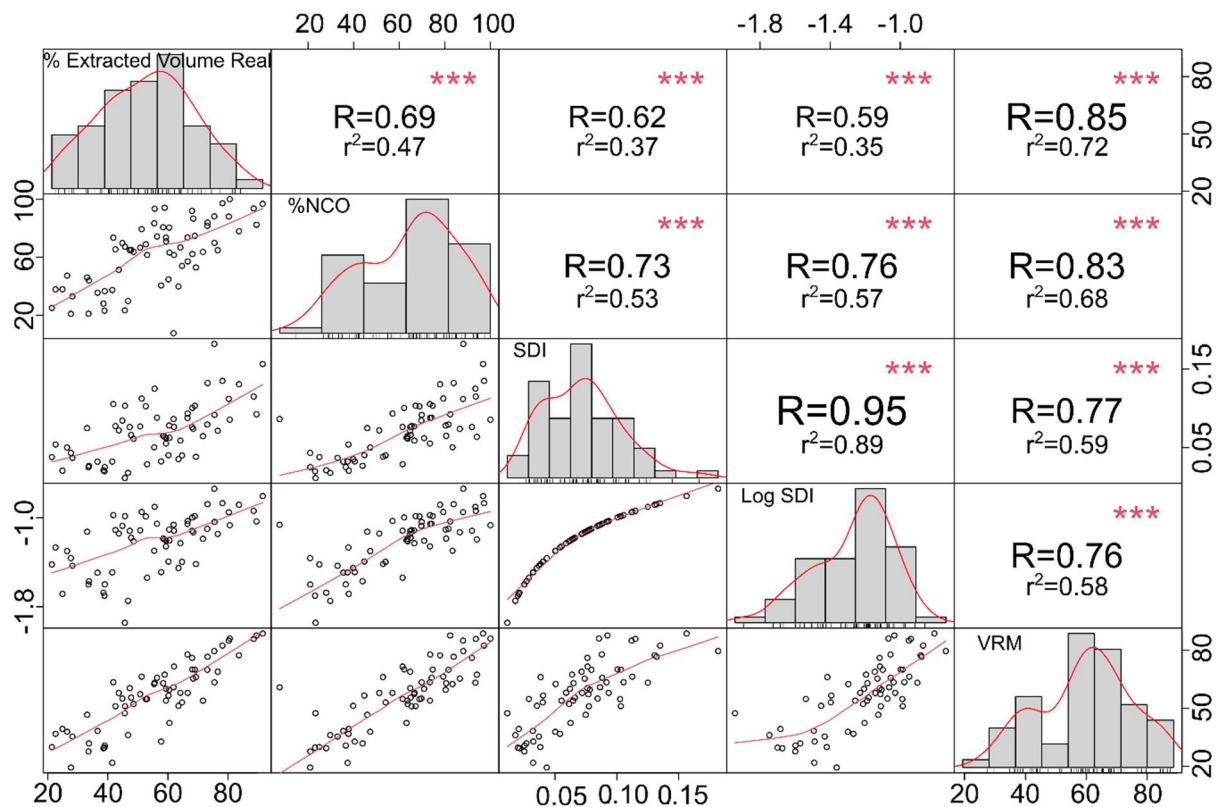 20 40 60 80 100
-1.8 -1.4 -1.0
% Extracted Volume Real
***
R=0.69
r²=0.47
***
R=0.62
r²=0.37
***
R=0.59
r²=0.35
***
R=0.85
r²=0.72
20 50 80
20 60 100
%NCO
***
R=0.73
r²=0.53
***
R=0.76
r²=0.57
***
R=0.83
r²=0.68
SDI
***
R=0.95
r²=0.89
***
R=0.77
r²=0.59
0.05 0.15
-1.8 -1.0
Log SDI
***
R=0.76
r²=0.58
VRM
20 50 80
20 40 60 80
0.05 0.10 0.15
20 40 60 80